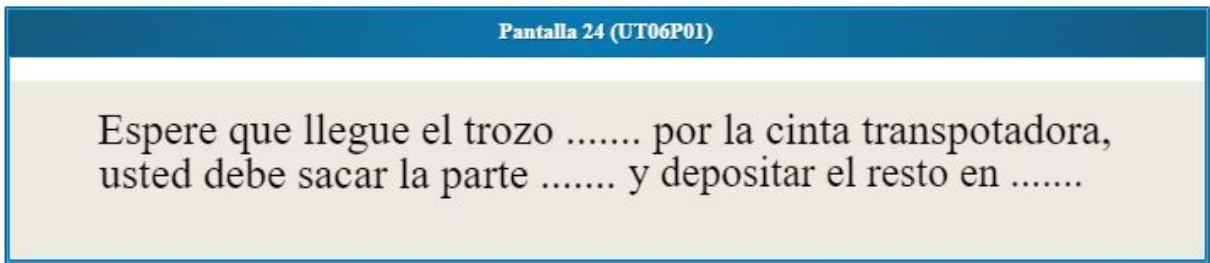 Pantalla 24 (UT06P01)
Espere que llegue el trozo ....... por la cinta transpotadora,
usted debe sacar la parte ....... y depositar el resto en .......